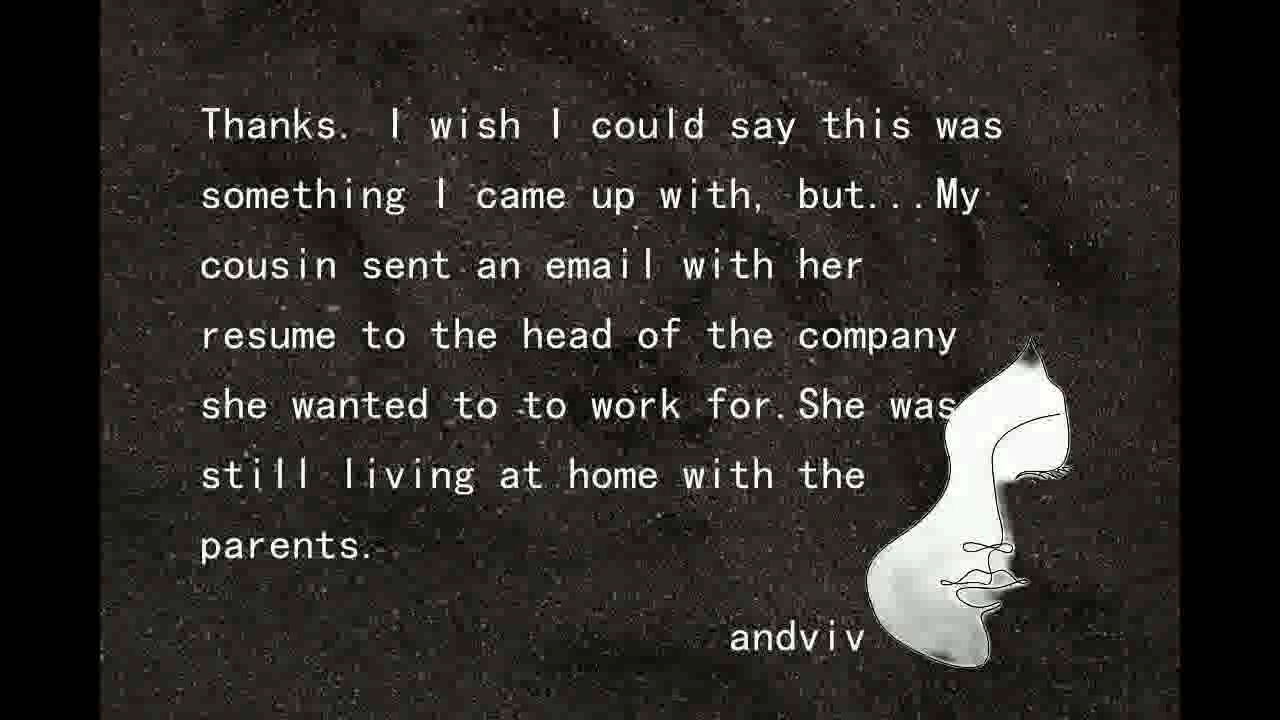 Thanks. I wish I could say this was
something I came up with, but...My
cousin sent an email with her
resume to the head of the company
she wanted to to work for.She was
still living at home with the
parents.
andviv